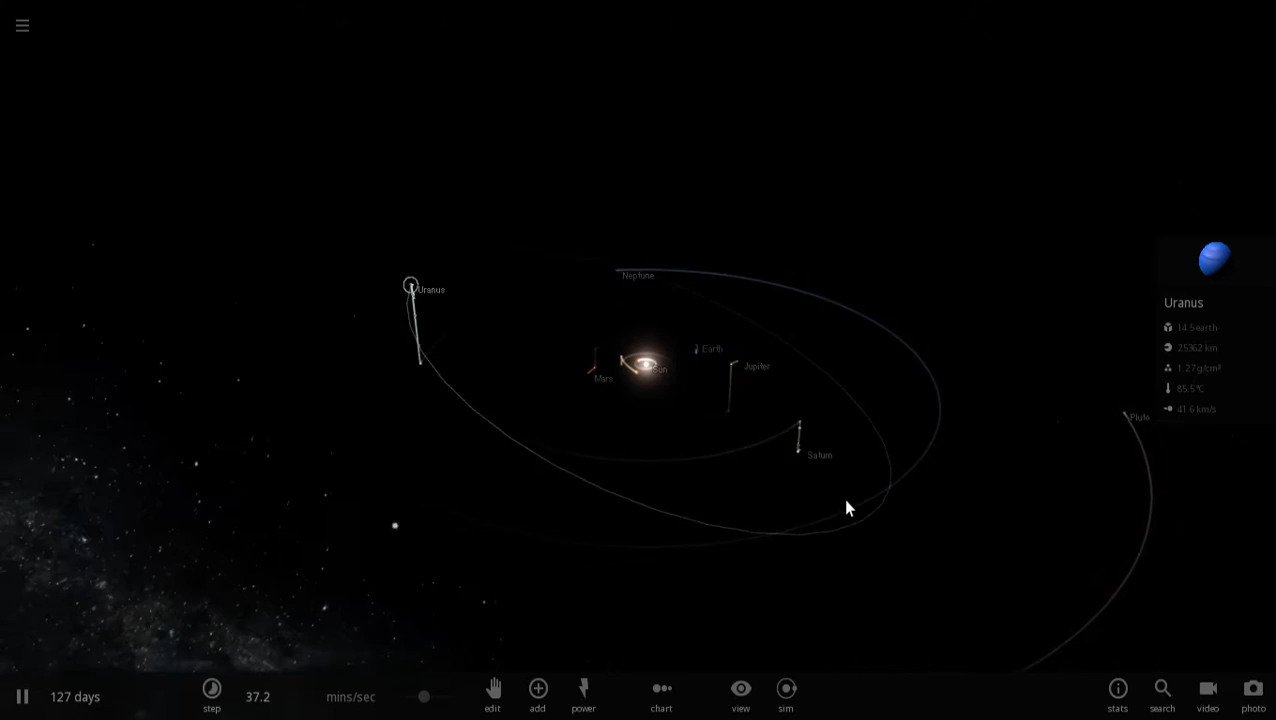 Neptune
Uranus
Earth
Sun
Jupiter
Mars
Saturn
Pluto
Uranus
14.5 earth
25362 km
1.27 g/cm³
85.5 °C
41.6 km/s
127 days
step
37.2
mins/sec
edit
add
power
chart
view
sim
stats
search
video
photo